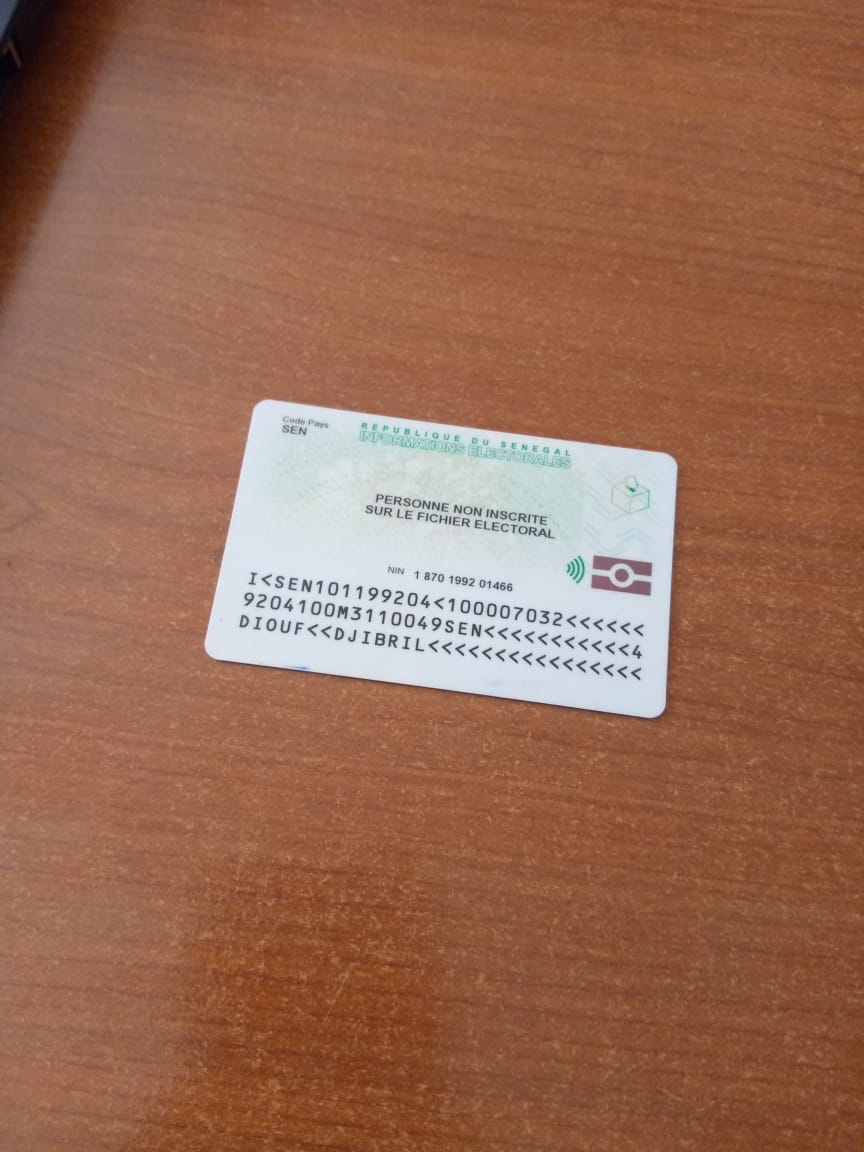 Code Pays
SEN
REPUBLIQUE DU SENEGAL
INFORMATIONS ELECTORALES
PERSONNE NON INSCRITE
SUR LE FICHIER ELECTORAL
NIN 1 870 1992 01466
I<SEN101199204<100007032<<<<<<
9204100M3110049SEN<<<<<<<<<<<4
DIOUF<<DJIBRIL<<<<<<<<<<<<<<<<